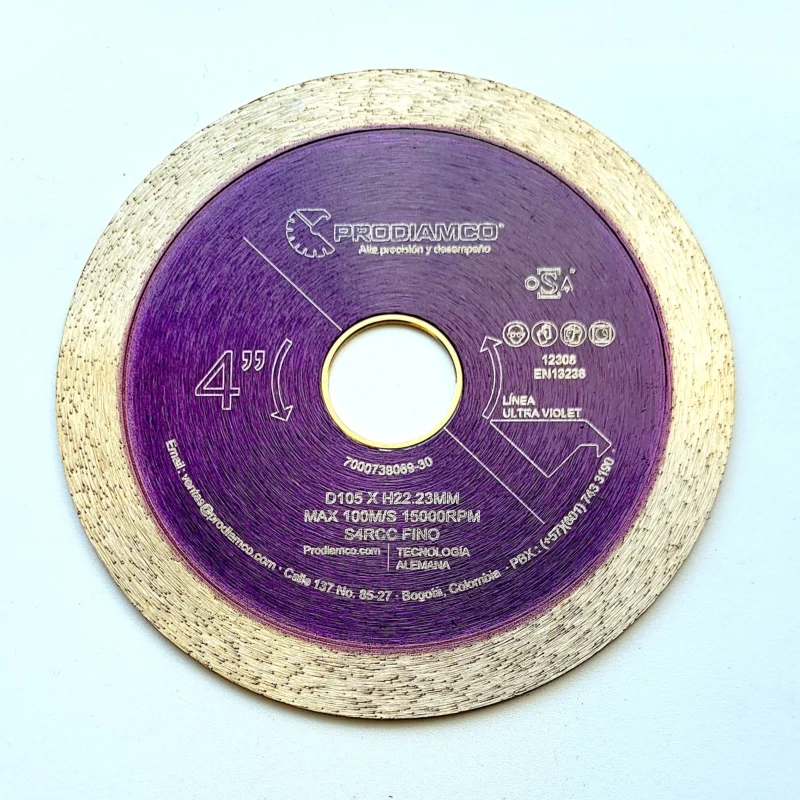 PRODIAMCO®
Alta precisión y desempeño
oSa®
12306
EN13236
4”
LÍNEA
ULTRA VIOLET
7000738069-30
D105 X H22.23MM
MAX 100M/S 15000RPM
S4RCC FINO
Prodiamco.com
TECNOLOGÍA
ALEMANA
Email: ventas@prodiamco.com · Calle 137 No. 85-27 - Bogotá, Colombia · PBX : (+57)(601) 743 3190 ·